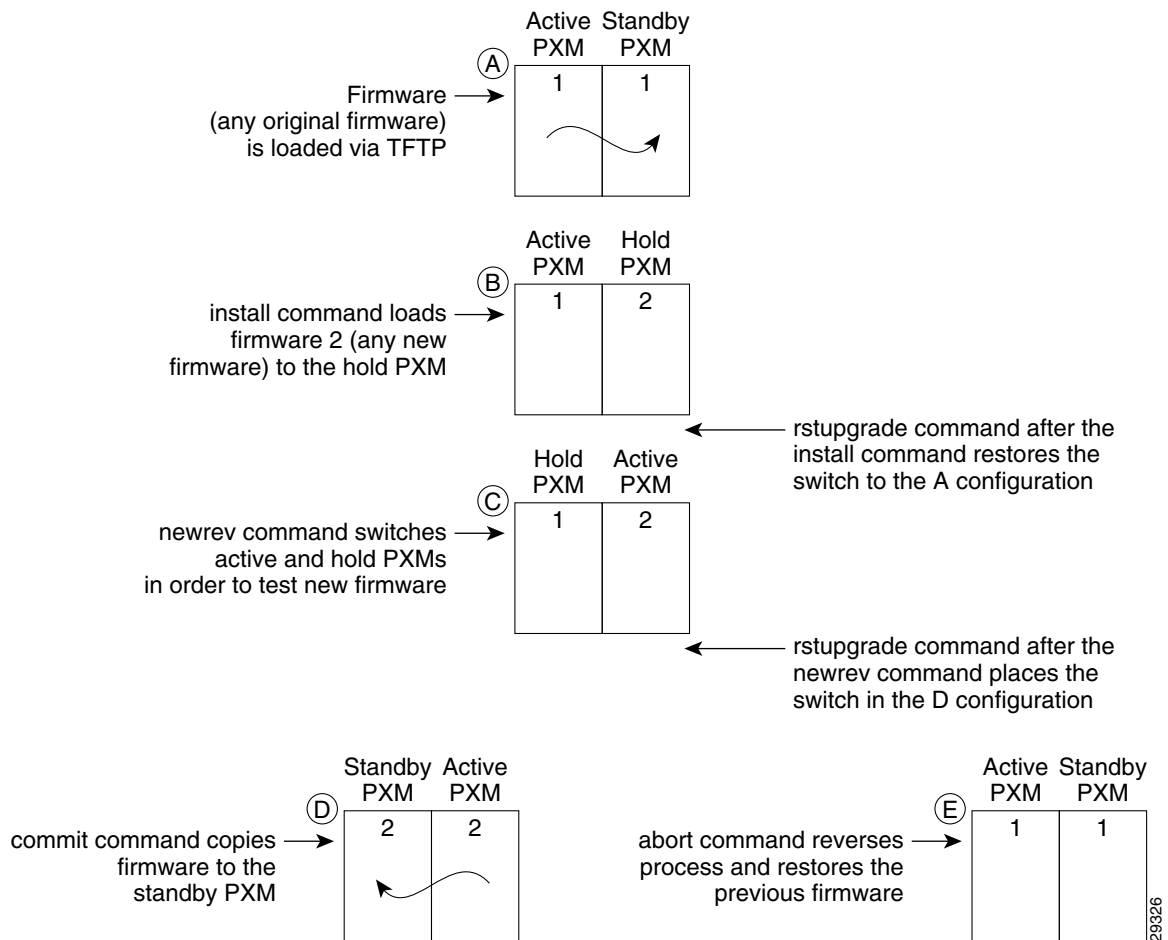 Active Standby
PXM PXM
A
1 1
Firmware
(any original firmware)
is loaded via TFTP
Active Hold
PXM PXM
B
1 2
install command loads
firmware 2 (any new
firmware) to the hold PXM
rstupgrade command after the
install command restores the
switch to the A configuration
Hold Active
PXM PXM
C
1 2
newrev command switches
active and hold PXMs
in order to test new firmware
rstupgrade command after the
newrev command places the
switch in the D configuration
Standby Active
PXM PXM
D
2 2
commit command copies
firmware to the
standby PXM
Active Standby
PXM PXM
E
1 1
abort command reverses
process and restores the
previous firmware
29326